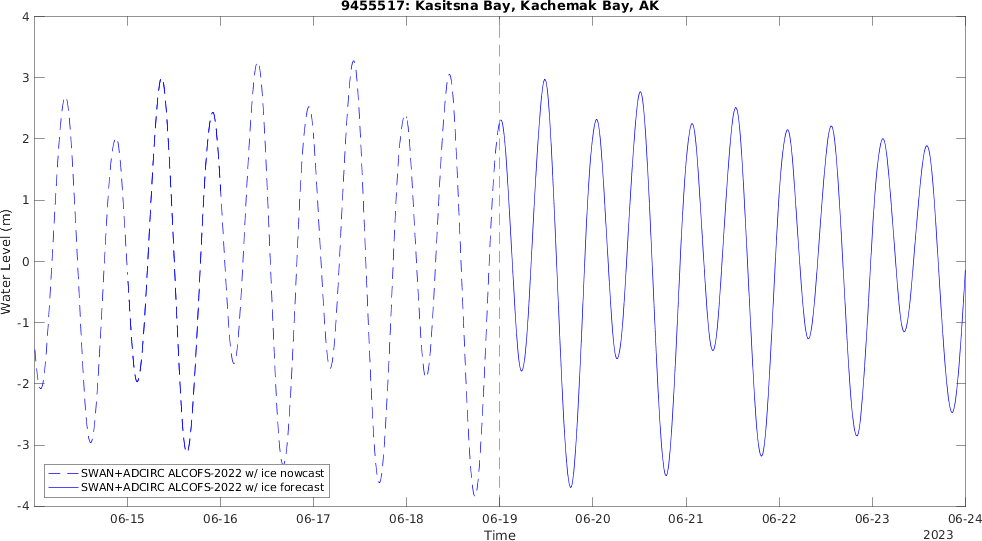 9455517: Kasitsna Bay, Kachemak Bay, AK
4
3
2
1
0
-1
-2
-3
-4
Water Level (m)
SWAN+ADCIRC ALCOFS-2022 w/ ice nowcast
SWAN+ADCIRC ALCOFS-2022 w/ ice forecast
06-15 06-16 06-17 06-18 06-19 06-20 06-21 06-22 06-23 06-24
Time
2023